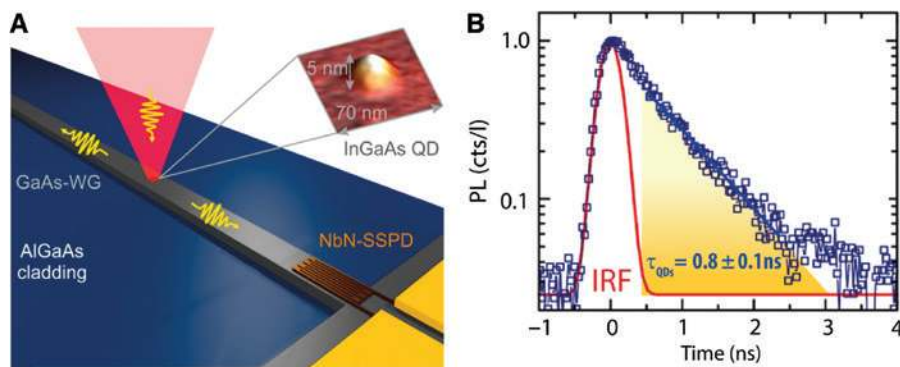 A
5 nm
70 nm
InGaAs QD
GaAs-WG
NbN-SSPD
AlGaAs
cladding
B
PL (cts/I)
1.0
0.1
IRF
τQDs = 0.8 ± 0.1ns
-1 0 1 2 3 4
Time (ns)